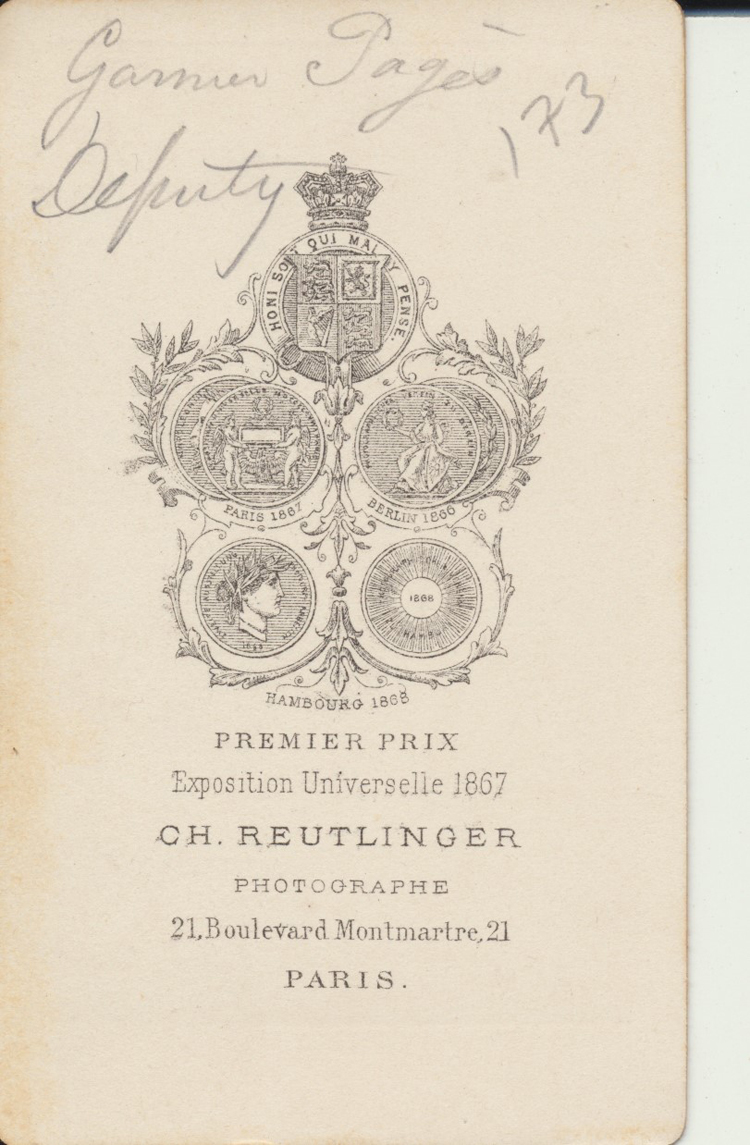 Garnier Pagès
173
Deputy
HONI SOIT QUI MAL Y PENSE.
PARIS 1867
BERLIN 1866
1868
HAMBOURG 1868
PREMIER PRIX
Exposition Universelle 1867
CH. REUTLINGER
PHOTOGRAPHE
21, Boulevard Montmartre, 21
PARIS.